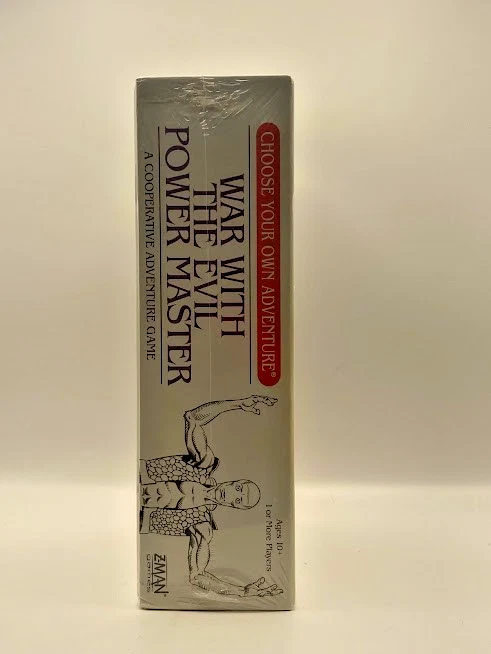 CHOOSE YOUR OWN ADVENTURE®
WAR WITH
THE EVIL
POWER MASTER
A COOPERATIVE ADVENTURE GAME
Ages 10+
1 or More Players
Z-MAN